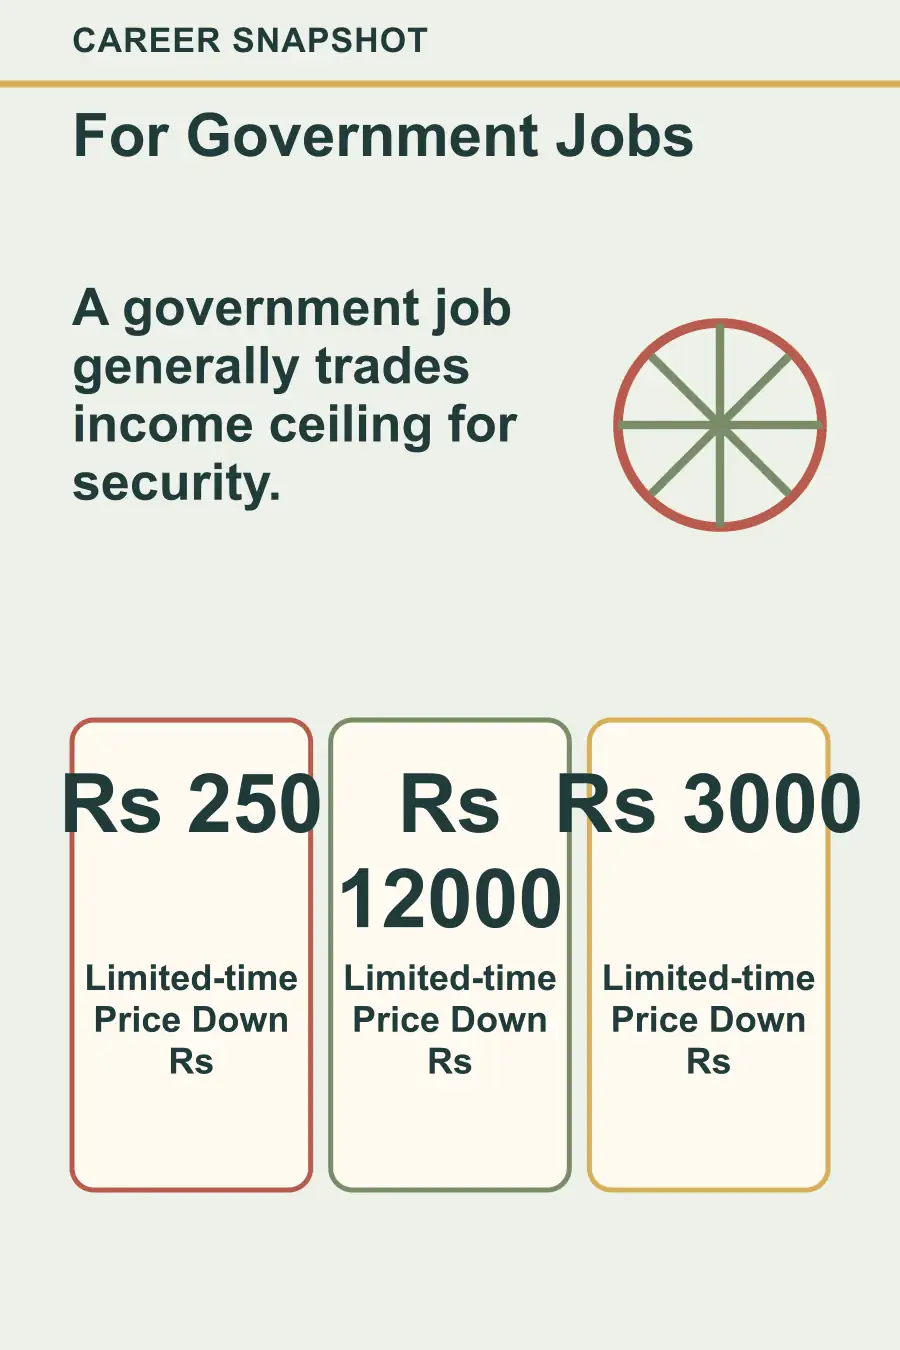 CAREER SNAPSHOT
For Government Jobs
A government job
generally trades
income ceiling for
security.
Rs 250
Limited-time
Price Down
Rs
Rs
12000
Limited-time
Price Down
Rs
Rs 3000
Limited-time
Price Down
Rs